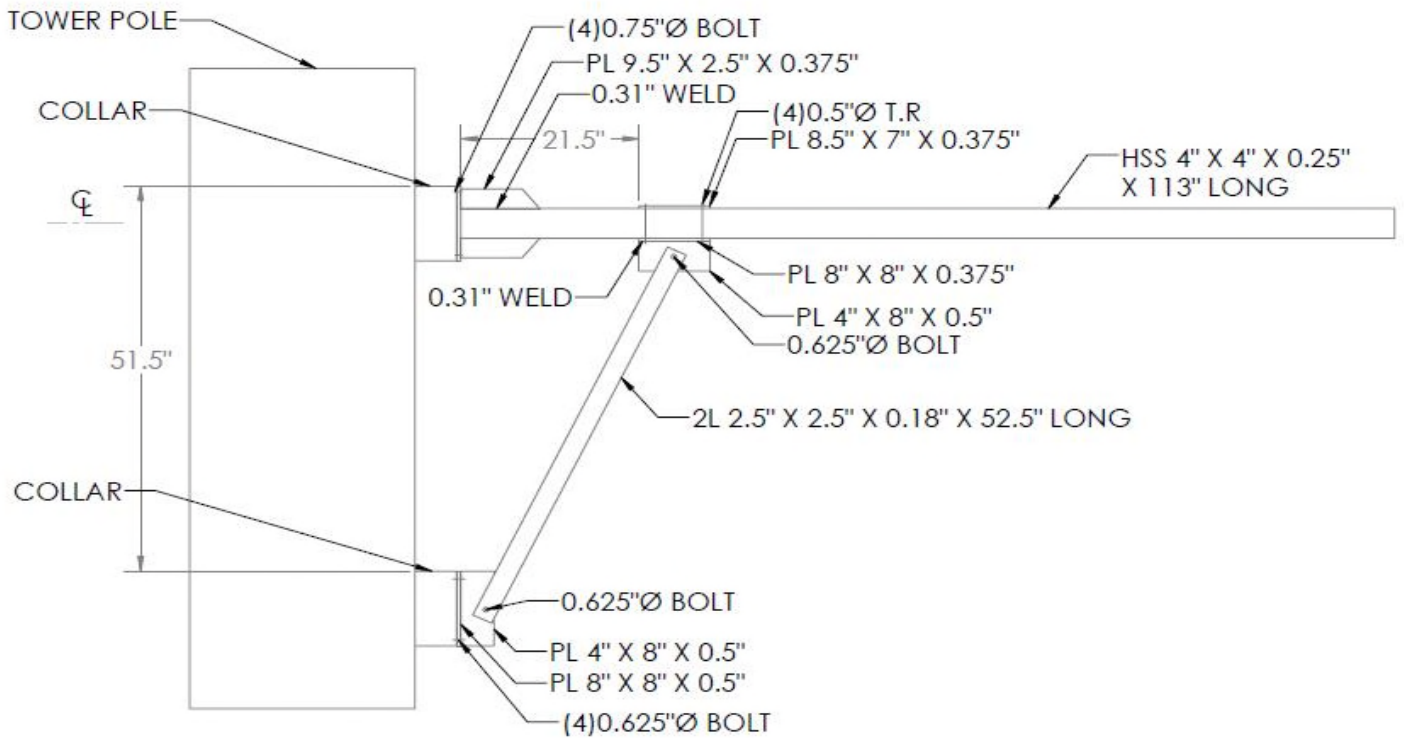 TOWER POLE
(4)0.75"Ø BOLT
PL 9.5" X 2.5" X 0.375"
0.31" WELD
COLLAR
(4)0.5"Ø T.R
21.5"
PL 8.5" X 7" X 0.375"
HSS 4" X 4" X 0.25"
X 113" LONG
℄
PL 8" X 8" X 0.375"
0.31" WELD
PL 4" X 8" X 0.5"
0.625"Ø BOLT
51.5"
2L 2.5" X 2.5" X 0.18" X 52.5" LONG
COLLAR
0.625"Ø BOLT
PL 4" X 8" X 0.5"
PL 8" X 8" X 0.5"
(4)0.625"Ø BOLT